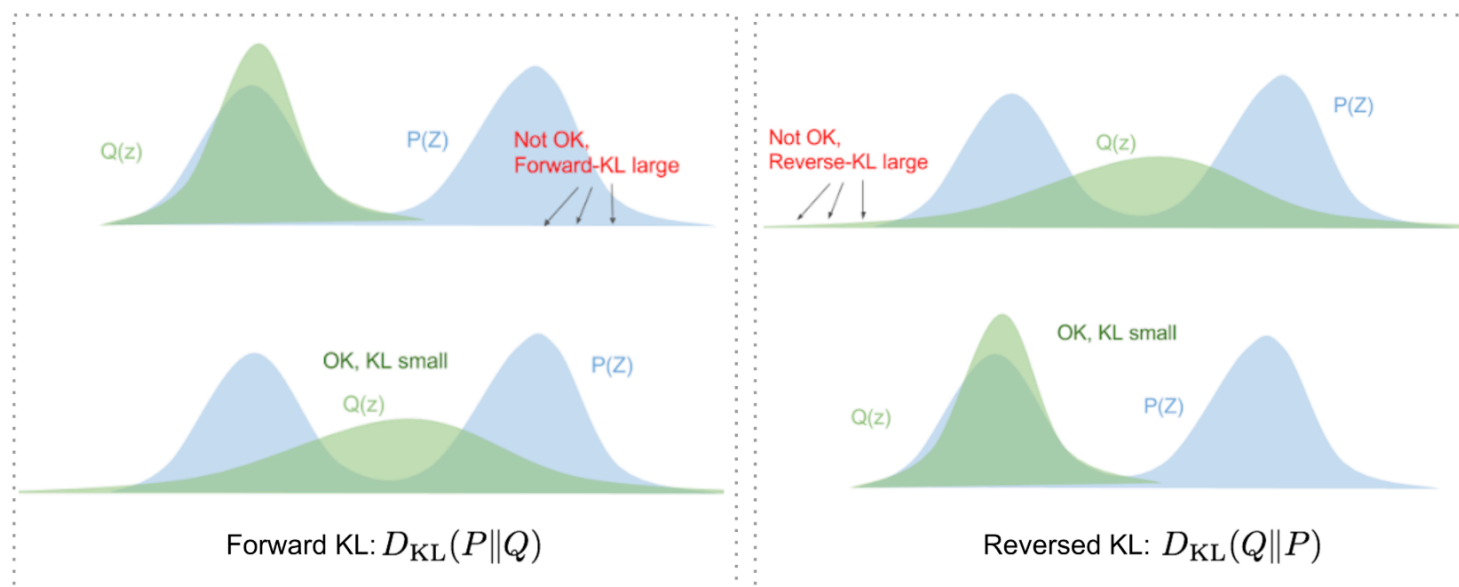 Q(z)
P(Z)
Not OK,
Forward-KL large
OK, KL small
P(Z)
Q(z)
Forward KL: D_KL(P‖Q)
Not OK,
Reverse-KL large
Q(z)
P(Z)
OK, KL small
Q(z)
P(Z)
Reversed KL: D_KL(Q‖P)